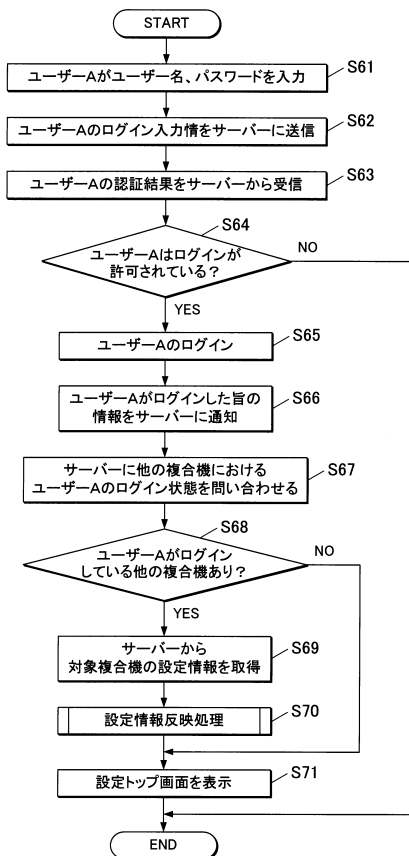 START
ユーザーAがユーザー名、パスワードを入力
S61
ユーザーAのログイン入力情をサーバーに送信
S62
ユーザーAの認証結果をサーバーから受信
S63
S64
ユーザーAはログインが
許可されている？
NO
YES
ユーザーAのログイン
S65
ユーザーAがログインした旨の
情報をサーバーに通知
S66
サーバーに他の複合機における
ユーザーAのログイン状態を問い合わせる
S67
S68
ユーザーAがログイン
している他の複合機あり？
NO
YES
サーバーから
対象複合機の設定情報を取得
S69
設定情報反映処理
S70
設定トップ画面を表示
S71
END